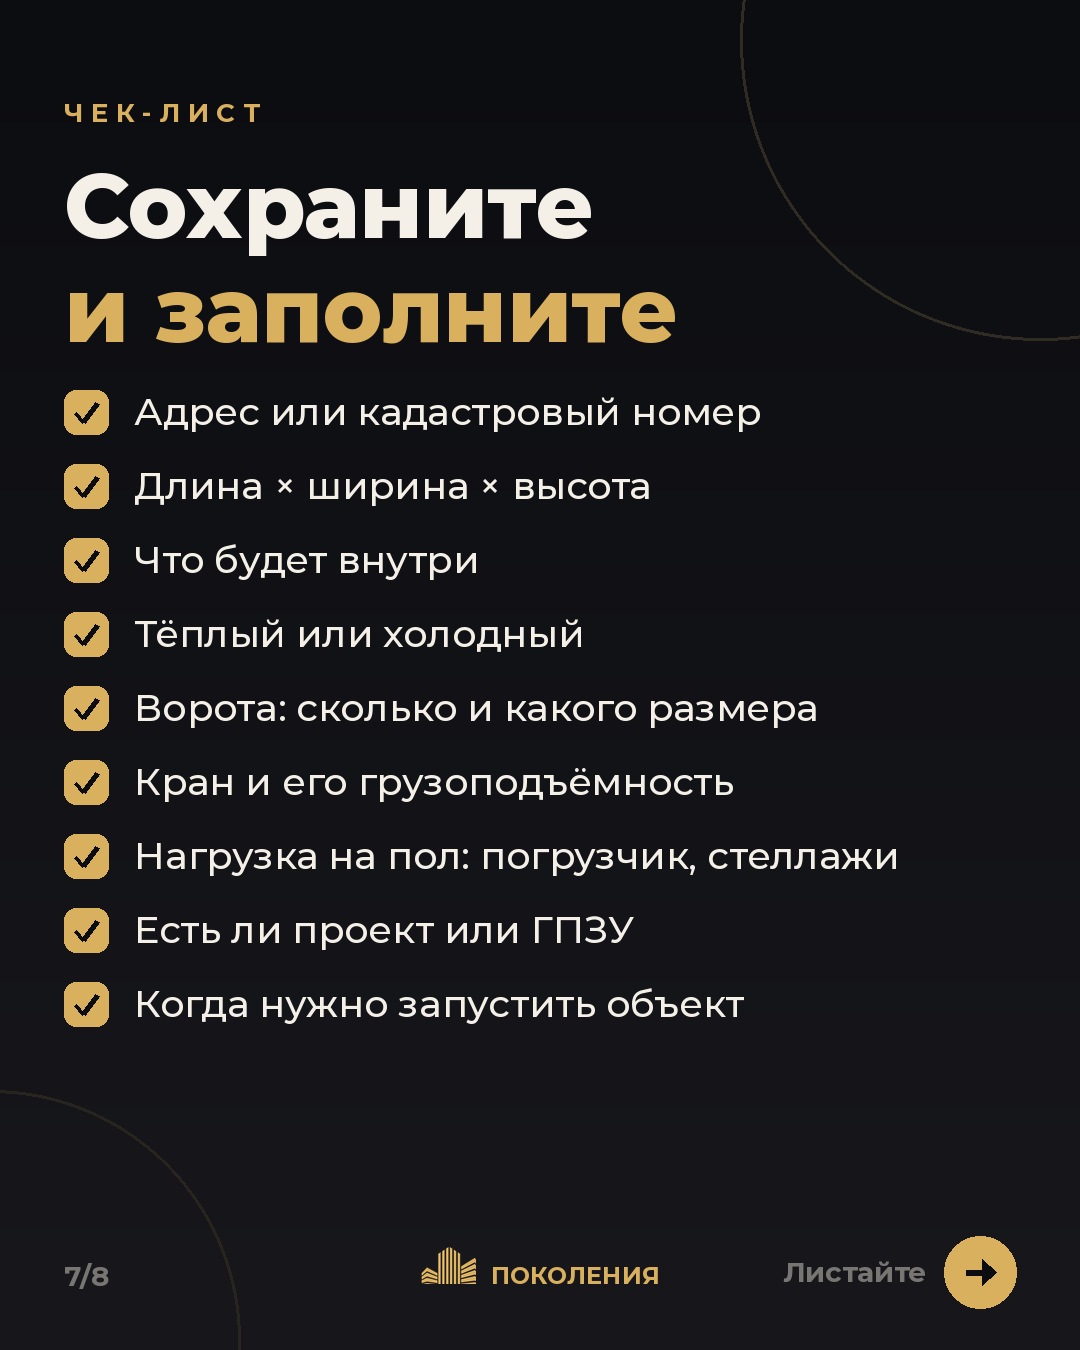 ЧЕК-ЛИСТ
Сохраните
и заполните
Адрес или кадастровый номер
Длина × ширина × высота
Что будет внутри
Тёплый или холодный
Ворота: сколько и какого размера
Кран и его грузоподъёмность
Нагрузка на пол: погрузчик, стеллажи
Есть ли проект или ГПЗУ
Когда нужно запустить объект
7/8
ПОКОЛЕНИЯ
Листайте